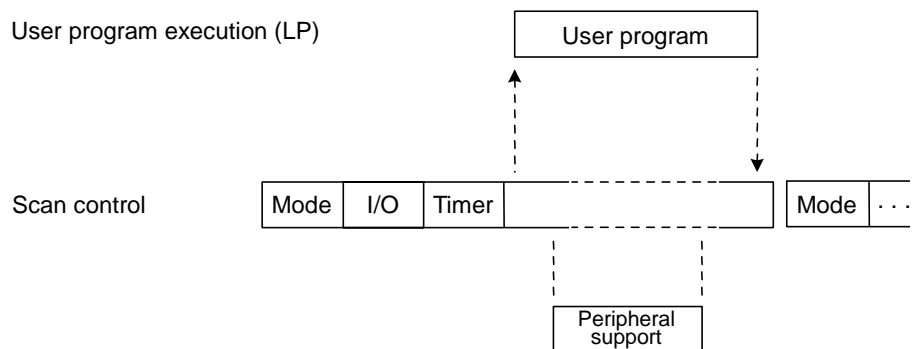 User program execution (LP)
User program
Scan control
Mode
I/O
Timer
Mode
. . .
Peripheral
support